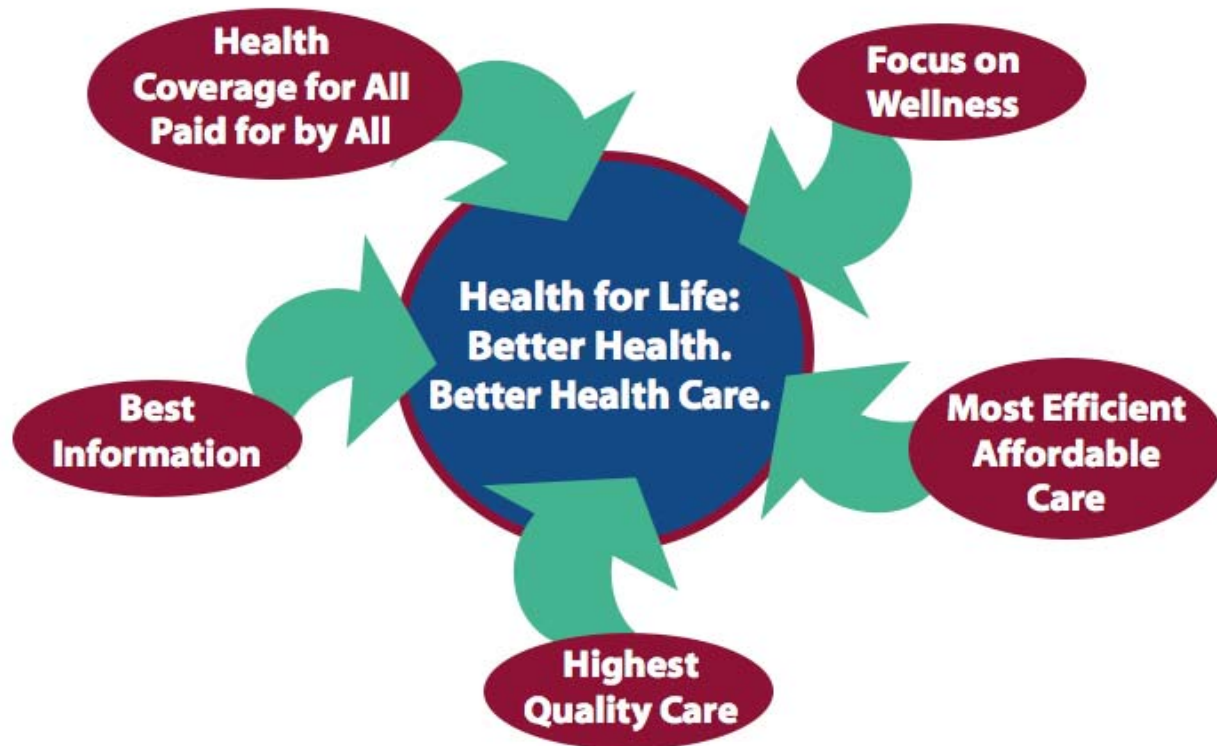 Health
Coverage for All
Paid for by All
Focus on
Wellness
Health for Life:
Better Health.
Better Health Care.
Best
Information
Most Efficient
Affordable
Care
Highest
Quality Care